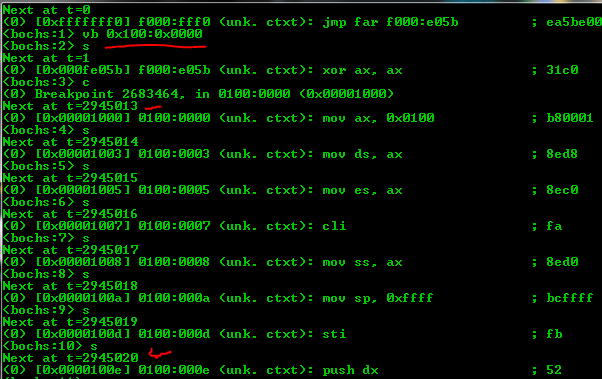 Next at t=0
(0) [0xfffffff0] f000:fff0 (unk. ctxt): jmp far f000:e05b ; ea5be00
<bochs:1> vb 0x100:0x0000
<bochs:2> s
Next at t=1
(0) [0x000fe05b] f000:e05b (unk. ctxt): xor ax, ax ; 31c0
<bochs:3> c
(0) Breakpoint 2683464, in 0100:0000 (0x00001000)
Next at t=2945013
(0) [0x00001000] 0100:0000 (unk. ctxt): mov ax, 0x0100 ; b80001
<bochs:4> s
Next at t=2945014
(0) [0x00001003] 0100:0003 (unk. ctxt): mov ds, ax ; 8ed8
<bochs:5> s
Next at t=2945015
(0) [0x00001005] 0100:0005 (unk. ctxt): mov es, ax ; 8ec0
<bochs:6> s
Next at t=2945016
(0) [0x00001007] 0100:0007 (unk. ctxt): cli ; fa
<bochs:7> s
Next at t=2945017
(0) [0x00001008] 0100:0008 (unk. ctxt): mov ss, ax ; 8ed0
<bochs:8> s
Next at t=2945018
(0) [0x0000100a] 0100:000a (unk. ctxt): mov sp, 0xffff ; bcffff
<bochs:9> s
Next at t=2945019
(0) [0x0000100d] 0100:000d (unk. ctxt): sti ; fb
<bochs:10> s
Next at t=2945020
(0) [0x0000100e] 0100:000e (unk. ctxt): push dx ; 52